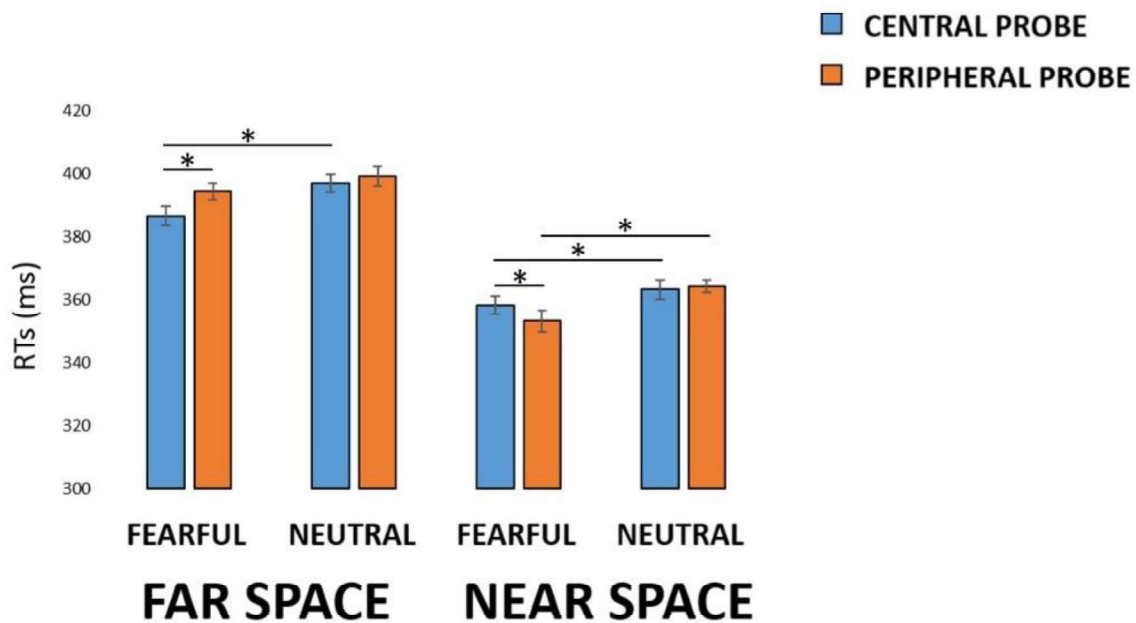 CENTRAL PROBE
PERIPHERAL PROBE
420
400
380
360
340
320
300
RTs (ms)
*
*
*
*
*
FEARFUL NEUTRAL FEARFUL NEUTRAL
FAR SPACE NEAR SPACE